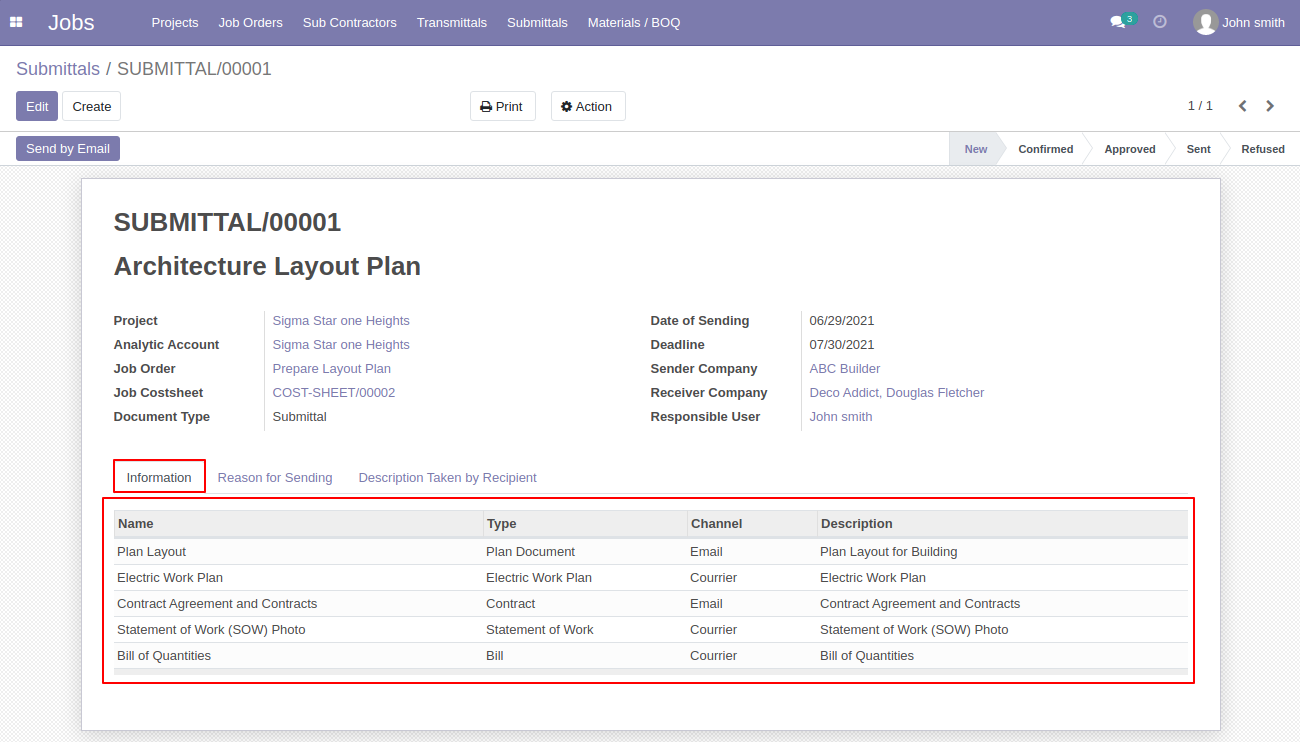 Jobs Projects Job Orders Sub Contractors Transmittals Submittals Materials / BOQ 3 John smith
Submittals / SUBMITTAL/00001
Edit Create Print Action 1 / 1
Send by Email New Confirmed Approved Sent Refused
SUBMITTAL/00001
Architecture Layout Plan
Project Sigma Star one Heights Date of Sending 06/29/2021
Analytic Account Sigma Star one Heights Deadline 07/30/2021
Job Order Prepare Layout Plan Sender Company ABC Builder
Job Costsheet COST-SHEET/00002 Receiver Company Deco Addict, Douglas Fletcher
Document Type Submittal Responsible User John smith
Information Reason for Sending Description Taken by Recipient
Name Type Channel Description
Plan Layout Plan Document Email Plan Layout for Building
Electric Work Plan Electric Work Plan Courrier Electric Work Plan
Contract Agreement and Contracts Contract Email Contract Agreement and Contracts
Statement of Work (SOW) Photo Statement of Work Courrier Statement of Work (SOW) Photo
Bill of Quantities Bill Courrier Bill of Quantities